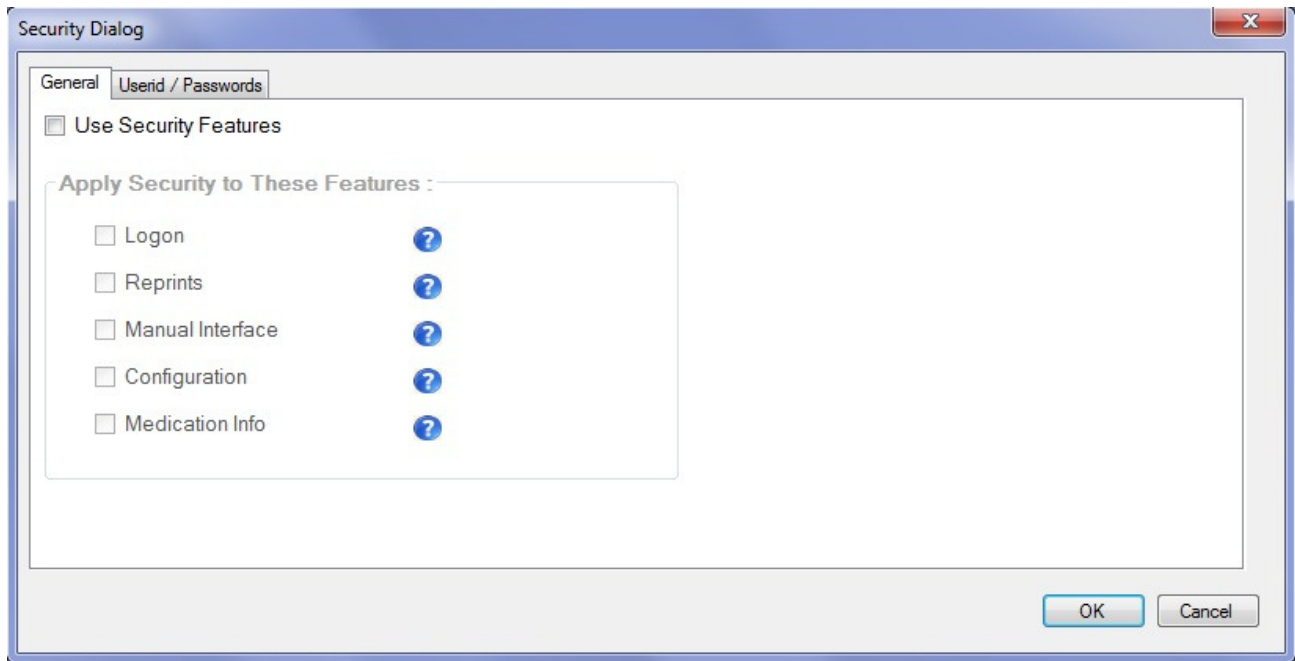 Security Dialog
General Userid / Passwords
Use Security Features
Apply Security to These Features :
Logon ?
Reprints ?
Manual Interface ?
Configuration ?
Medication Info ?
OK Cancel